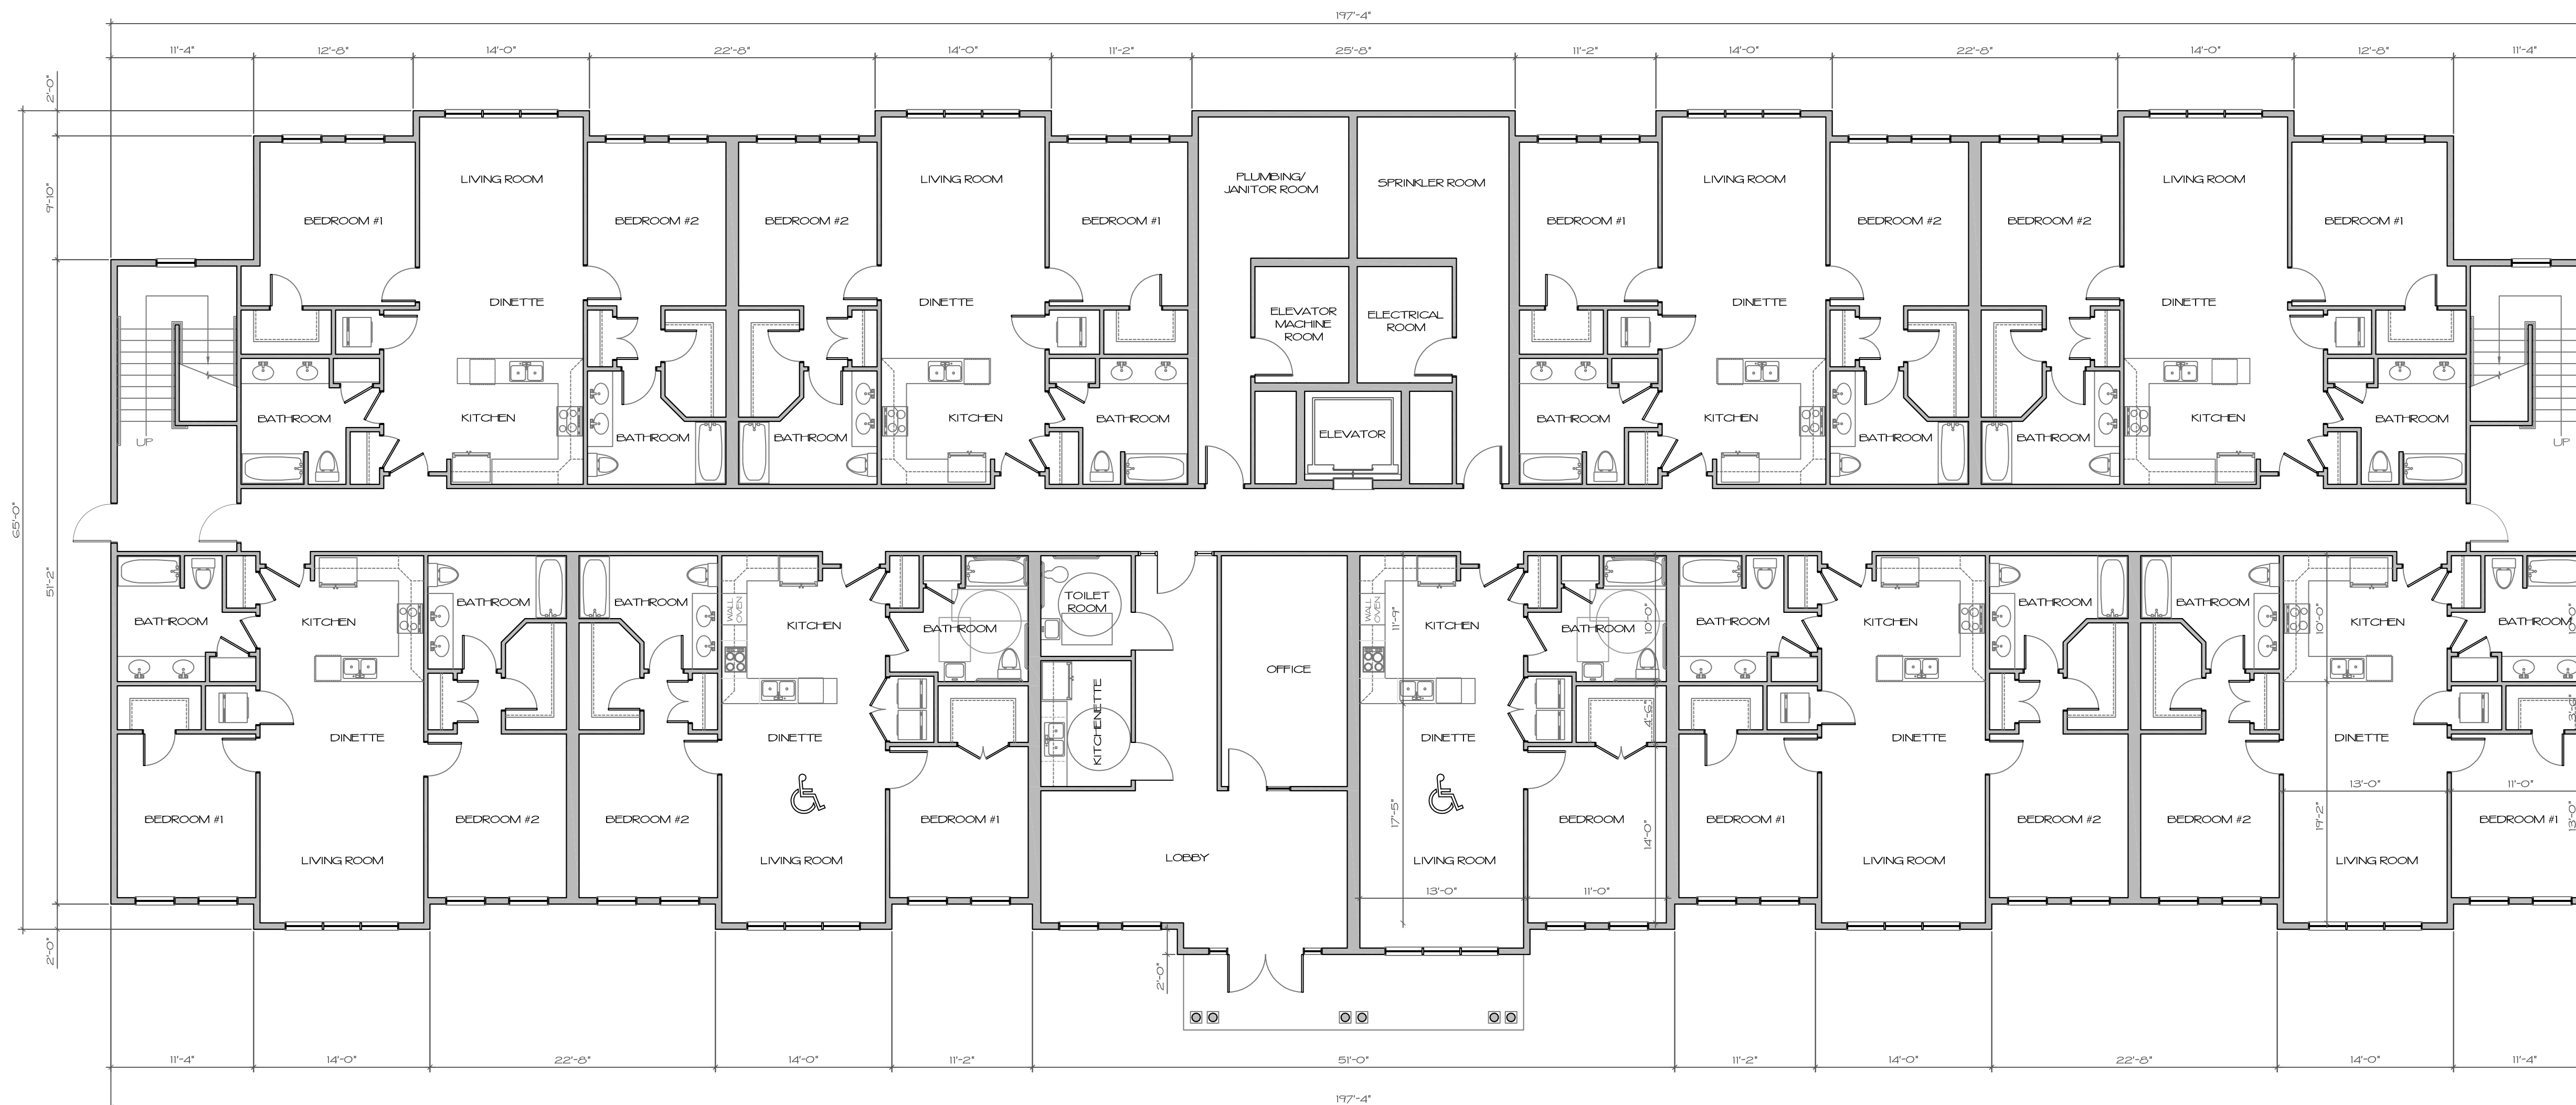 197'-4"
11'-4"
12'-8"
14'-0"
22'-8"
14'-0"
11'-2"
25'-8"
11'-2"
14'-0"
22'-8"
14'-0"
12'-8"
11'-4"
2'-0"
9'-10"
65'-0"
51'-2"
2'-0"
LIVING ROOM
LIVING ROOM
PLUMBING/
JANITOR ROOM
SPRINKLER ROOM
LIVING ROOM
LIVING ROOM
BEDROOM #1
BEDROOM #2
BEDROOM #2
BEDROOM #1
BEDROOM #1
BEDROOM #2
BEDROOM #2
BEDROOM #1
DINETTE
DINETTE
ELEVATOR
MACHINE
ROOM
ELECTRICAL
ROOM
DINETTE
DINETTE
BATHROOM
KITCHEN
KITCHEN
BATHROOM
BATHROOM
KITCHEN
KITCHEN
BATHROOM
UP
BATHROOM
BATHROOM
ELEVATOR
BATHROOM
BATHROOM
UP
BATHROOM
KITCHEN
BATHROOM
BATHROOM
WALL
OVEN
KITCHEN
BATHROOM
TOILET
ROOM
WALL
OVEN
11'-9"
KITCHEN
BATHROOM
10'-0"
BATHROOM
KITCHEN
BATHROOM
BATHROOM
10'-0"
KITCHEN
BATHROOM
10'-0"
KITCHENETTE
OFFICE
4'-6"
3'-6"
DINETTE
DINETTE
DINETTE
DINETTE
DINETTE
13'-0"
11'-0"
BEDROOM #1
BEDROOM #2
BEDROOM #2
BEDROOM #1
17'-5"
BEDROOM
14'-0"
BEDROOM #1
BEDROOM #2
BEDROOM #2
19'-2"
BEDROOM #1
13'-0"
LIVING ROOM
LIVING ROOM
LOBBY
LIVING ROOM
LIVING ROOM
LIVING ROOM
13'-0"
11'-0"
2'-0"
11'-4"
14'-0"
22'-8"
14'-0"
11'-2"
51'-0"
11'-2"
14'-0"
22'-8"
14'-0"
11'-4"
197'-4"